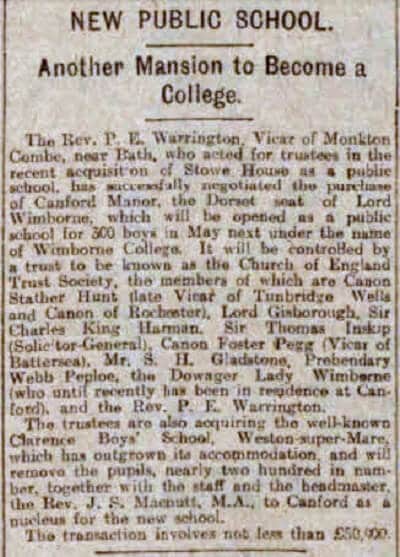 NEW PUBLIC SCHOOL.
Another Mansion to Become a
College.
The Rev. P. E. Warrington, Vicar of Monkton
Combe, near Bath, who acted for trustees in the
recent acquisition of Stowe House as a public
school, has successfully negotiated the purchase
of Canford Manor, the Dorset seat of Lord
Wimborne, which will be opened as a public
school for 300 boys in May next under the name
of Wimborne College. It will be controlled by
a trust to be known as the Church of England
Trust Society, the members of which are Canon
Stather Hunt (late Vicar of Tunbridge Wells
and Canon of Rochester), Lord Gisborough, Sir
Charles King Harman, Sir Thomas Inskip
(Solic'tor-General), Canon Foster Pegg (Vicar of
Battersea), Mr. S. H. Gladstone, Prebendary
Webb Peploe, the Dowager Lady Wimborne
(who until recently has been in residence at Can-
ford), and the Rev. P. E. Warrington.
The trustees are also acquiring the well-known
Clarence Boys' School, Weston-super-Mare,
which has outgrown its accommodation, and will
remove the pupils, nearly two hundred in num-
ber, together with the staff and the headmaster,
the Rev. J. S. Macnutt, M.A., to Canford as a
nucleus for the new school.
The transaction involves not less than £50,000.